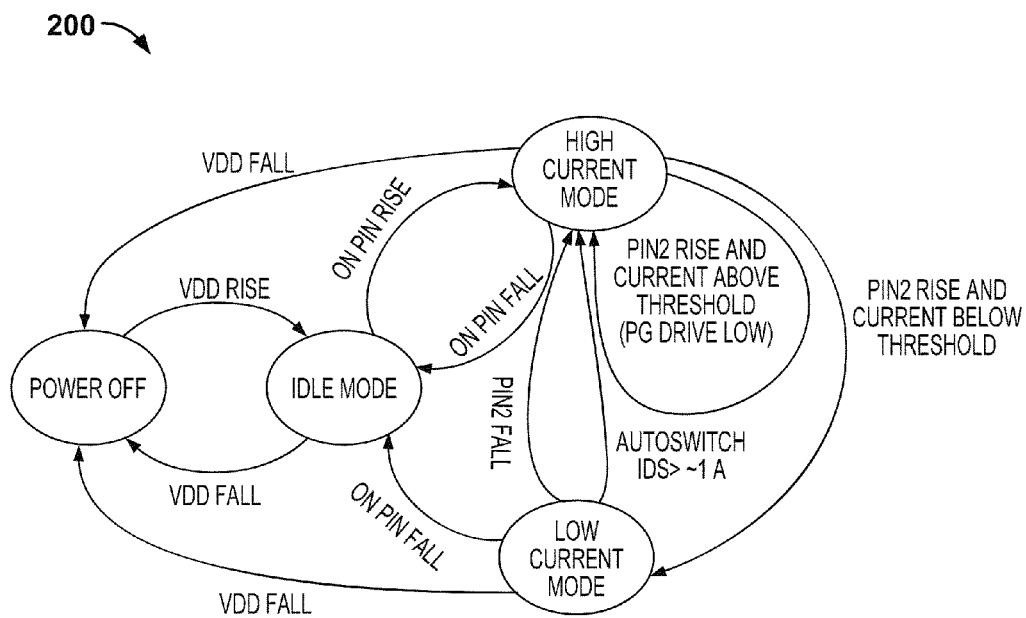 200
HIGH
CURRENT
MODE
VDD FALL
ON PIN RISE
VDD RISE
ON PIN FALL
PIN2 RISE AND
CURRENT ABOVE
THRESHOLD
(PG DRIVE LOW)
PIN2 RISE AND
CURRENT BELOW
THRESHOLD
POWER OFF
IDLE MODE
PIN2 FALL
AUTOSWITCH
IDS> ~1 A
VDD FALL
ON PIN FALL
LOW
CURRENT
MODE
VDD FALL